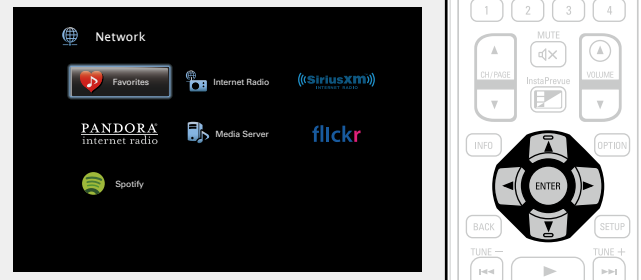 Network
Favorites
Internet Radio
((SiriusXM))
INTERNET RADIO
PANDORA®
internet radio
Media Server
flickr
Spotify
1 2 3 4
MUTE
CH/PAGE
InstaPrevue
VOLUME
INFO
OPTION
ENTER
BACK
SETUP
TUNE −
TUNE +